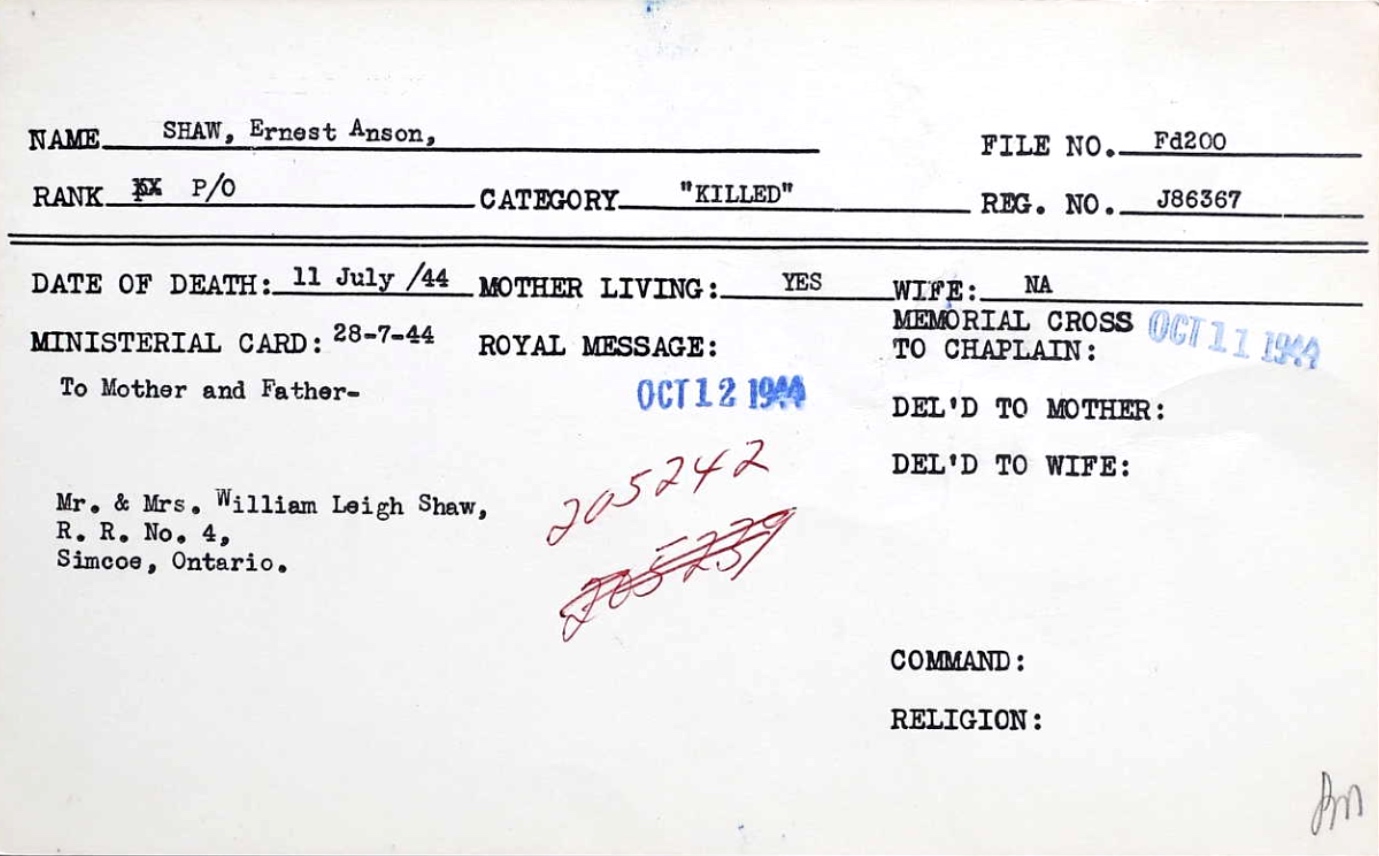 NAME SHAW, Ernest Anson,
FILE NO. Fd200
RANK P/O CATEGORY "KILLED" REG. NO. J86367
DATE OF DEATH: 11 July /44 MOTHER LIVING: YES WIFE: NA
MINISTERIAL CARD: 28-7-44 ROYAL MESSAGE: MEMORIAL CROSS
TO CHAPLAIN: OCT 11 1944
To Mother and Father-
OCT 12 1944
DEL'D TO MOTHER:
DEL'D TO WIFE:
205242
Mr. & Mrs. William Leigh Shaw,
R. R. No. 4,
Simcoe, Ontario.
205239
COMMAND:
RELIGION: